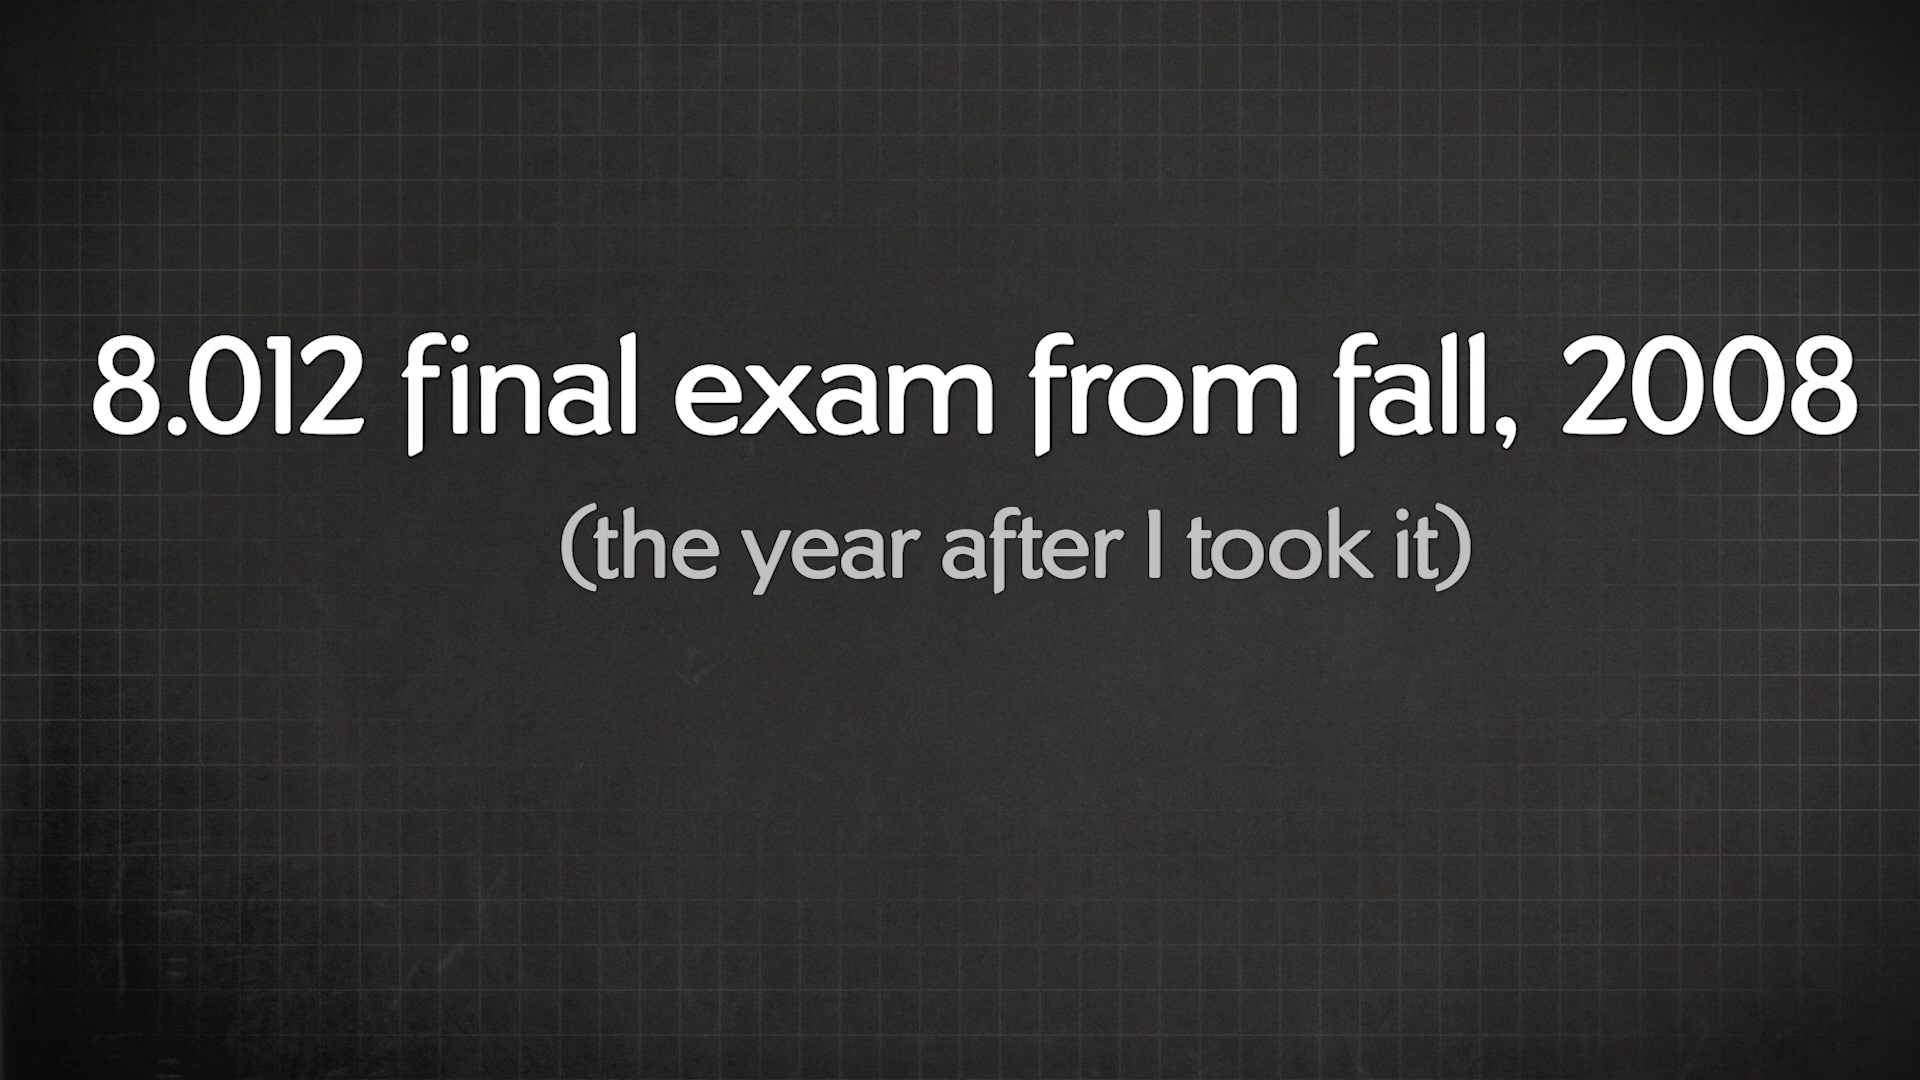 8.012 final exam from fall, 2008
(the year after I took it)